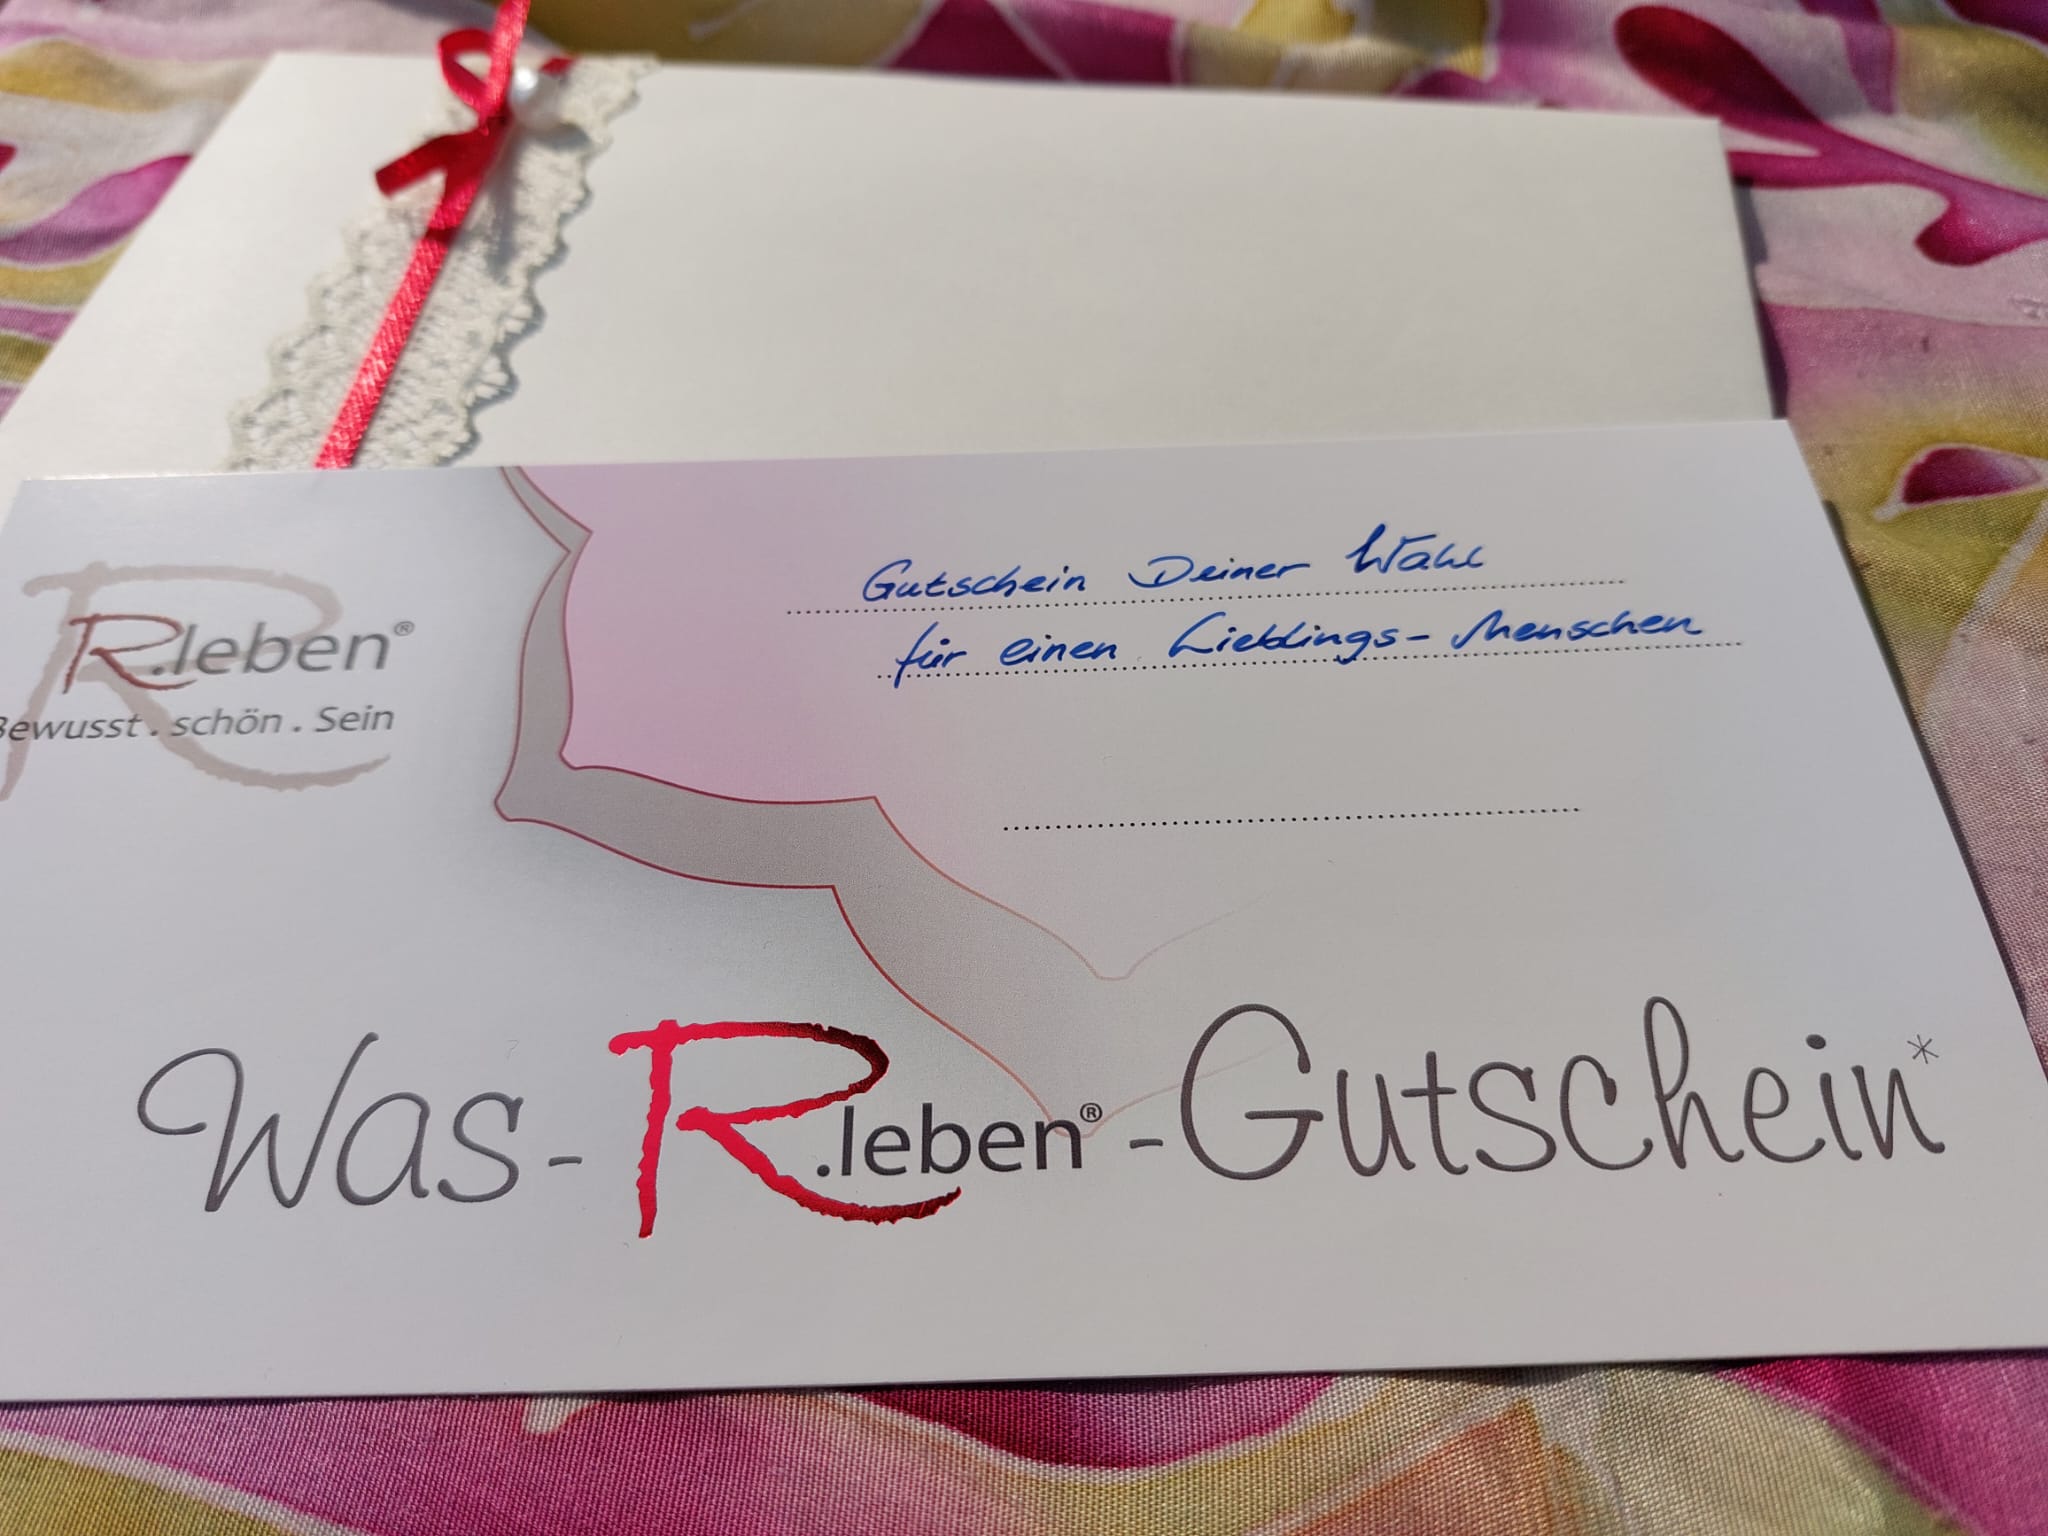 R.leben®
Bewusst . schön . Sein
Gutschein Deiner Wahl
für einen Lieblings-Menschen
Was-R.leben®-Gutschein*